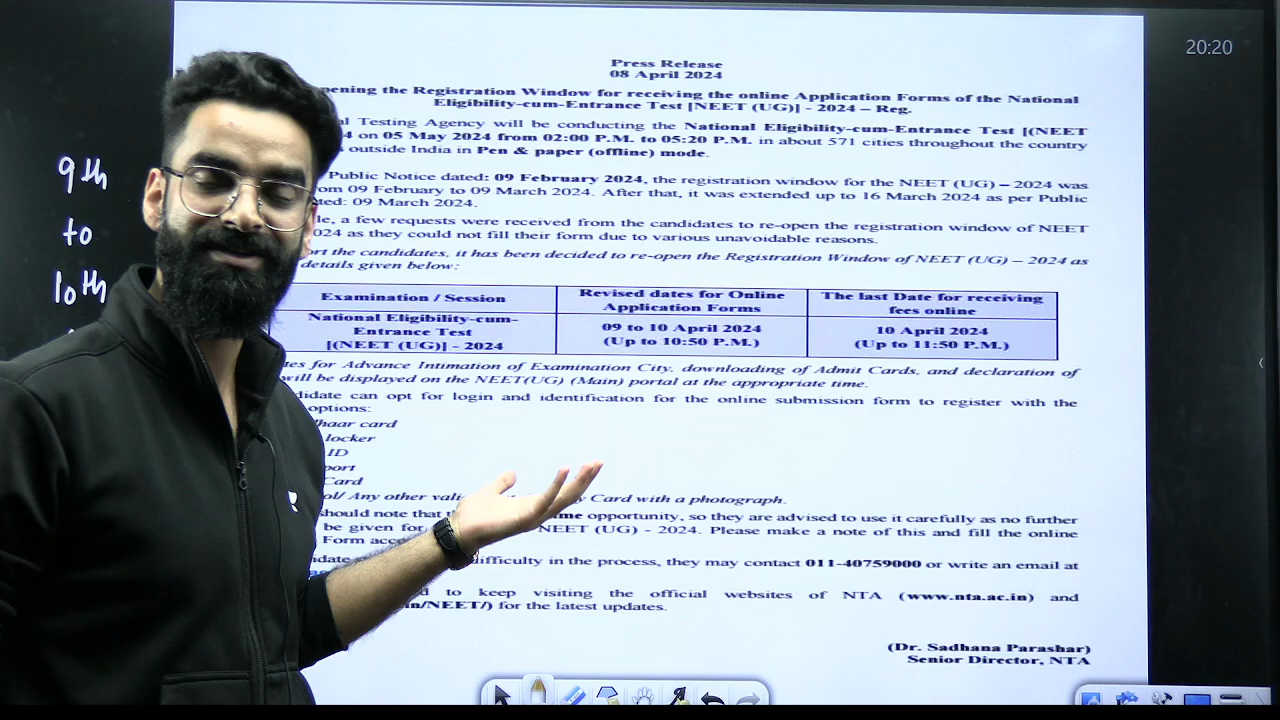 20:20
Press Release
08 April 2024
pening the Registration Window for receiving the online Application Forms of the National
Eligibility-cum-Entrance Test [NEET (UG)] - 2024 – Reg.
al Testing Agency will be conducting the National Eligibility-cum-Entrance Test [(NEET
4 on 05 May 2024 from 02:00 P.M. to 05:20 P.M. in about 571 cities throughout the country
s outside India in Pen & paper (offline) mode.
Public Notice dated: 09 February 2024, the registration window for the NEET (UG) – 2024 was
om 09 February to 09 March 2024. After that, it was extended up to 16 March 2024 as per Public
ted: 09 March 2024.
le, a few requests were received from the candidates to re-open the registration window of NEET
024 as they could not fill their form due to various unavoidable reasons.
ort the candidates, it has been decided to re-open the Registration Window of NEET (UG) – 2024 as
details given below:
Examination / Session
Revised dates for Online Application Forms
The last Date for receiving fees online
National Eligibility-cum-
Entrance Test
[(NEET (UG)] - 2024
09 to 10 April 2024
(Up to 10:50 P.M.)
10 April 2024
(Up to 11:50 P.M.)
tes for Advance Intimation of Examination City, downloading of Admit Cards, and declaration of
will be displayed on the NEET(UG) (Main) portal at the appropriate time.
didate can opt for login and identification for the online submission form to register with the
options:
haar card
locker
ID
port
Card
ol/ Any other vali y Card with a photograph.
should note that t me opportunity, so they are advised to use it carefully as no further
be given for NEET (UG) - 2024. Please make a note of this and fill the online
Form acc
didate difficulty in the process, they may contact 011-40759000 or write an email at
d to keep visiting the official websites of NTA (www.nta.ac.in) and
in/NEET/) for the latest updates.
(Dr. Sadhana Parashar)
Senior Director, NTA
9th
to
10th